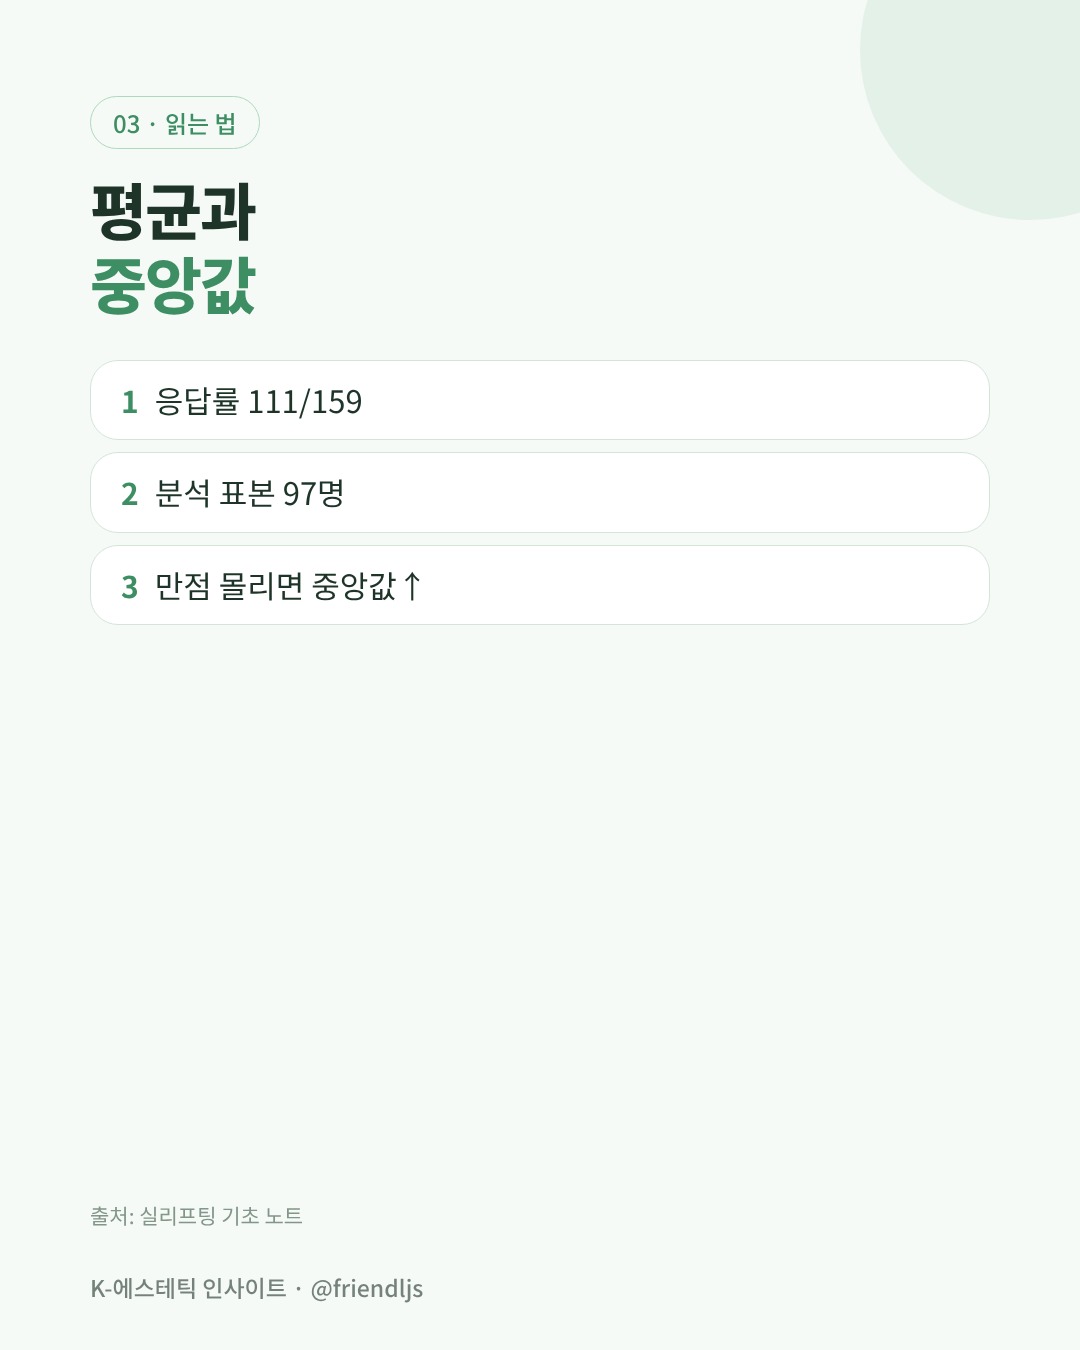 03 · 읽는 법
평균과
중앙값
1 응답률 111/159
2 분석 표본 97명
3 만점 몰리면 중앙값↑
출처: 실리프팅 기초 노트
K-에스테틱 인사이트 · @friendljs